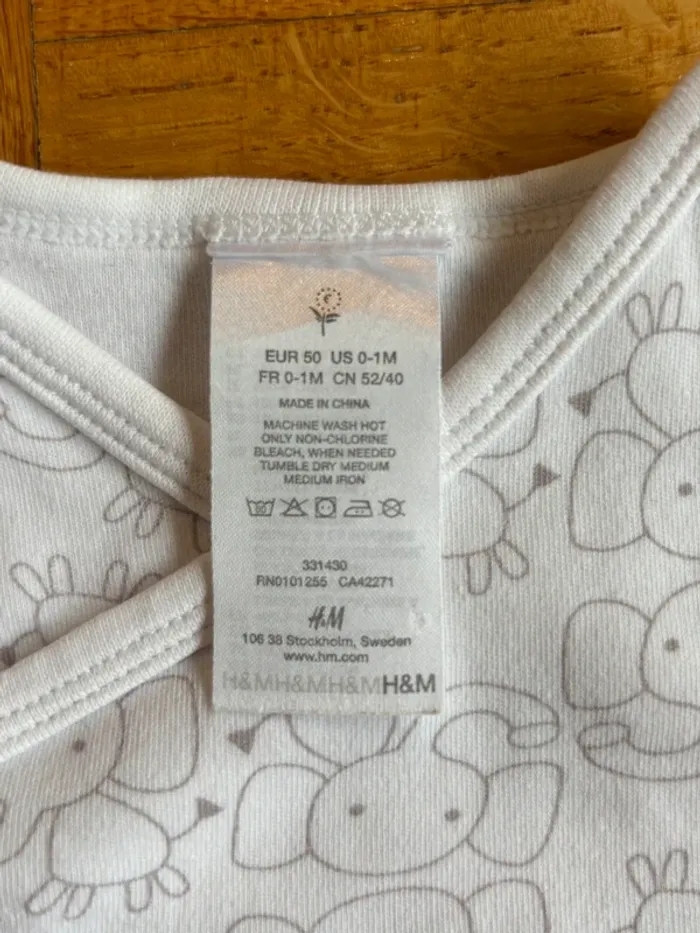 EUR 50 US 0-1M
FR 0-1M CN 52/40
MADE IN CHINA
MACHINE WASH HOT
ONLY NON-CHLORINE
BLEACH, WHEN NEEDED
TUMBLE DRY MEDIUM
MEDIUM IRON
331430
RN0101255 CA42271
H&M
106 38 Stockholm, Sweden
www.hm.com
H&MH&MH&MH&M